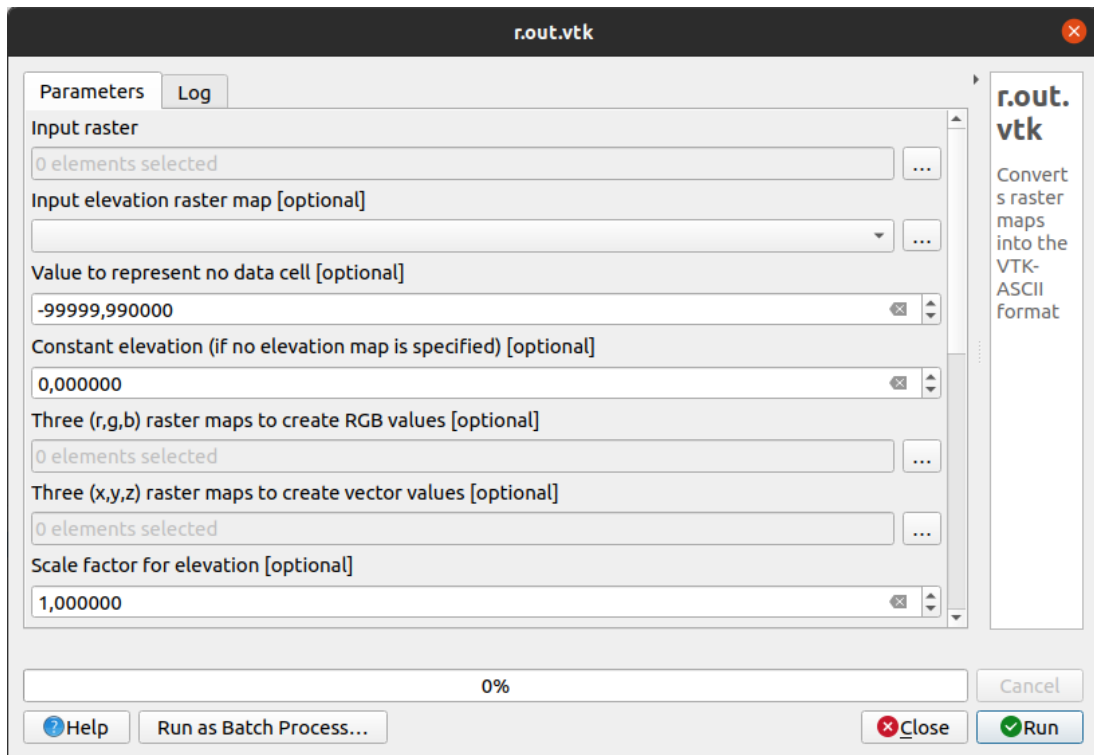 r.out.vtk
Parameters
Log
Input raster
0 elements selected
...
Input elevation raster map [optional]
...
Value to represent no data cell [optional]
-99999,990000
Constant elevation (if no elevation map is specified) [optional]
0,000000
Three (r,g,b) raster maps to create RGB values [optional]
0 elements selected
...
Three (x,y,z) raster maps to create vector values [optional]
0 elements selected
...
Scale factor for elevation [optional]
1,000000
r.out.
vtk
Convert
s raster
maps
into the
VTK-
ASCII
format
0%
Cancel
Help
Run as Batch Process...
Close
Run